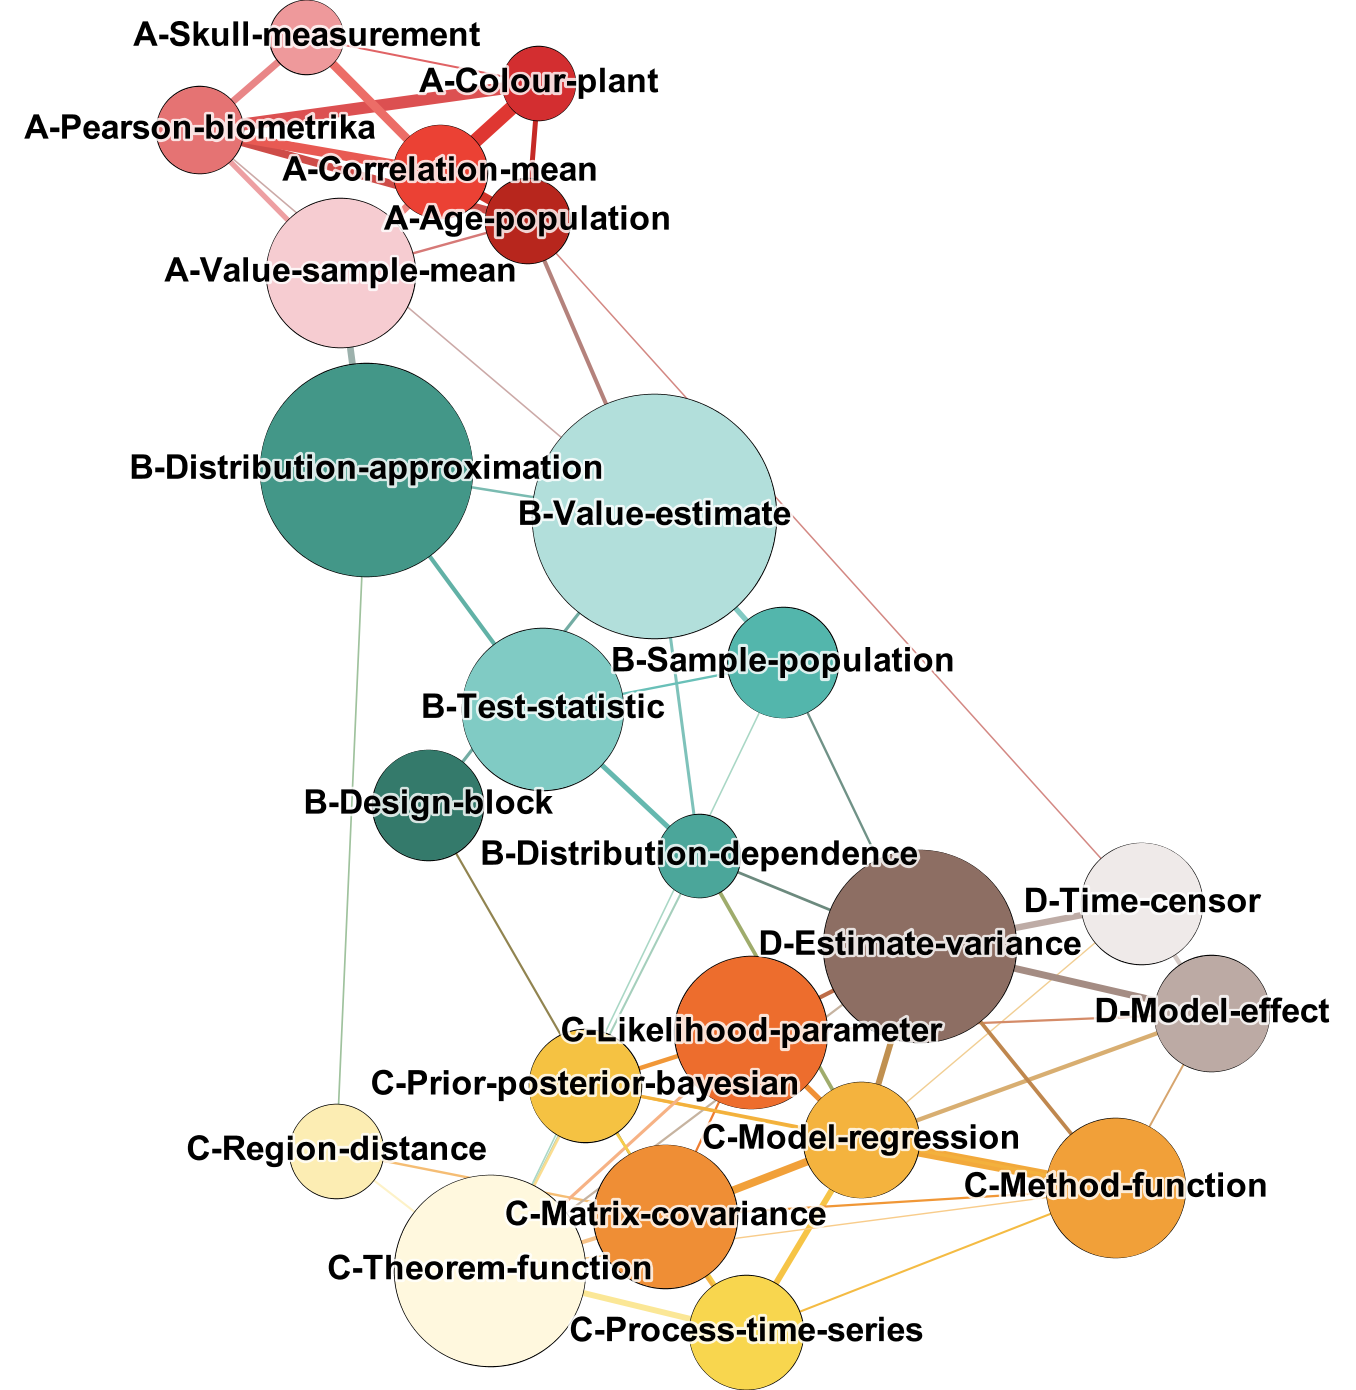 A-Skull-measurement
A-Colour-plant
A-Pearson-biometrika
A-Correlation-mean
A-Age-population
A-Value-sample-mean
B-Distribution-approximation
B-Value-estimate
B-Sample-population
B-Test-statistic
B-Design-block
B-Distribution-dependence
D-Time-censor
D-Estimate-variance
D-Model-effect
C-Likelihood-parameter
C-Prior-posterior-bayesian
C-Model-regression
C-Region-distance
C-Method-function
C-Matrix-covariance
C-Theorem-function
C-Process-time-series